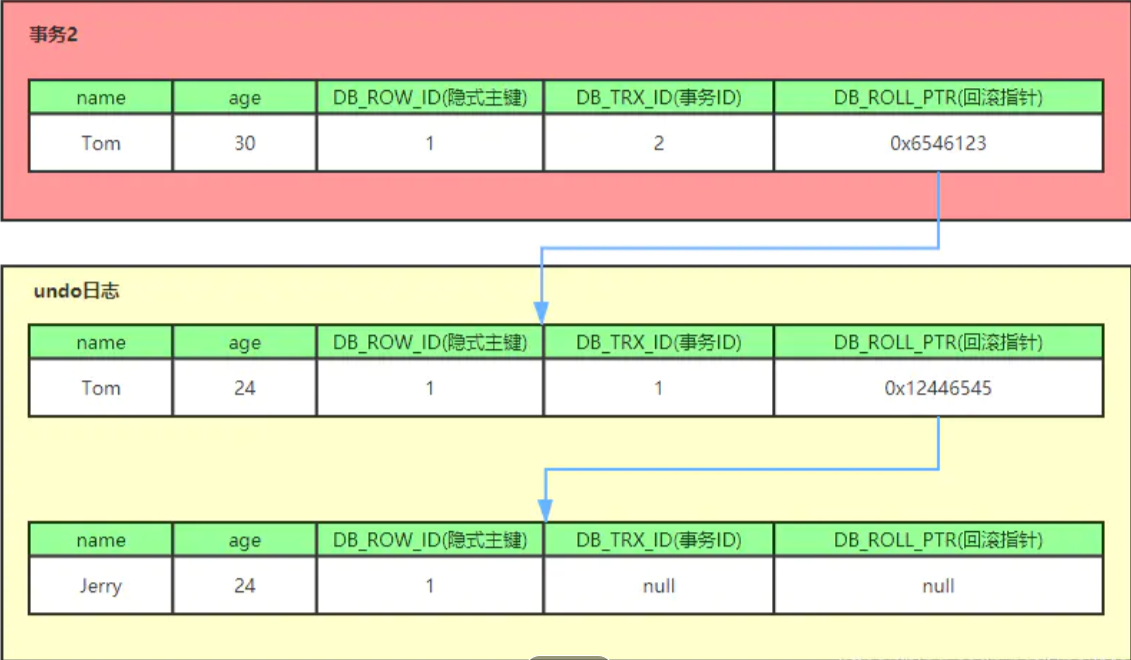 事务2
name age DB_ROW_ID(隐式主键) DB_TRX_ID(事务ID) DB_ROLL_PTR(回滚指针)
Tom 30 1 2 0x6546123
undo日志
name age DB_ROW_ID(隐式主键) DB_TRX_ID(事务ID) DB_ROLL_PTR(回滚指针)
Tom 24 1 1 0x12446545
name age DB_ROW_ID(隐式主键) DB_TRX_ID(事务ID) DB_ROLL_PTR(回滚指针)
Jerry 24 1 null null